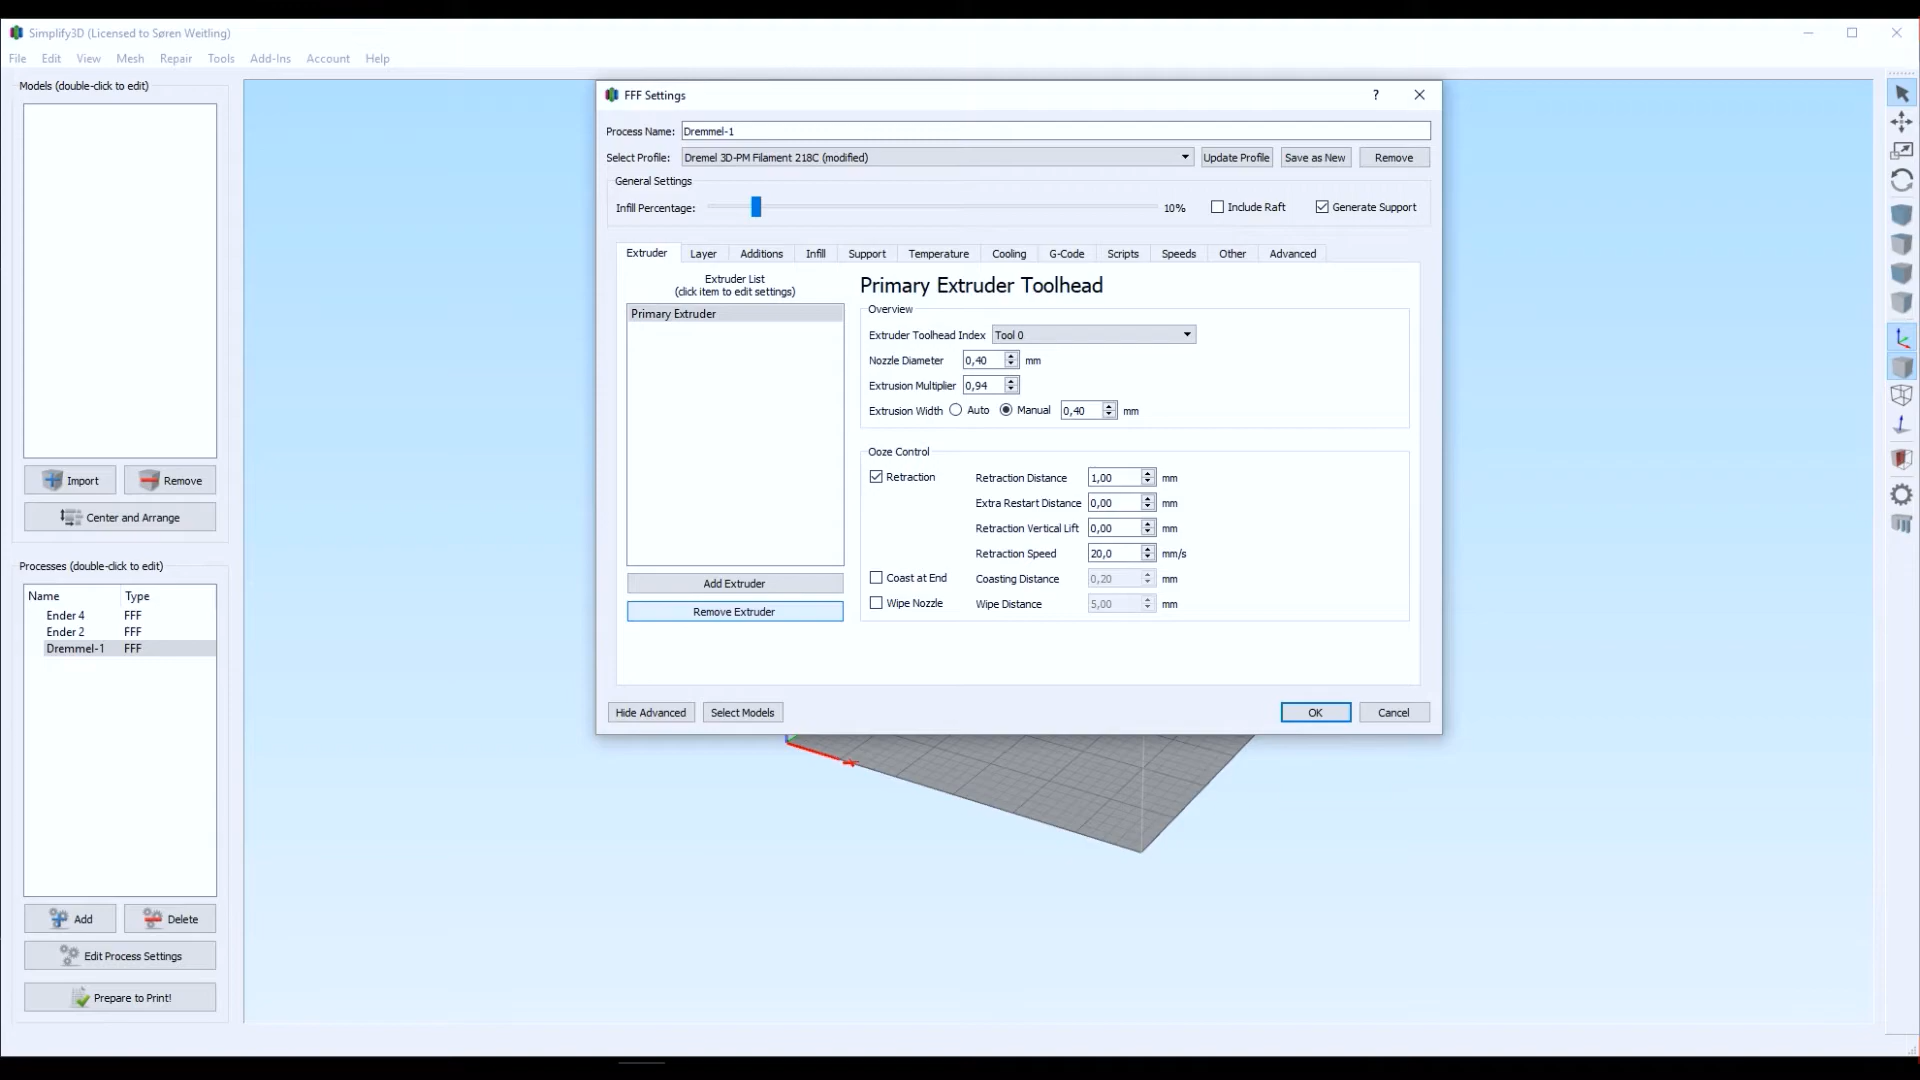 Simplify3D (Licensed to Søren Weitling)
File Edit View Mesh Repair Tools Add-Ins Account Help
Models (double-click to edit)
Import Remove
Center and Arrange
Processes (double-click to edit)
Name Type
Ender 4 FFF
Ender 2 FFF
Dremmel-1 FFF
Add Delete
Edit Process Settings
Prepare to Print!
FFF Settings ?
Process Name: Dremmel-1
Select Profile: Dremel 3D-PM Filament 218C (modified) Update Profile Save as New Remove
General Settings
Infill Percentage: 10% Include Raft Generate Support
Extruder Layer Additions Infill Support Temperature Cooling G-Code Scripts Speeds Other Advanced
Extruder List
(click item to edit settings)
Primary Extruder
Add Extruder
Remove Extruder
Primary Extruder Toolhead
Overview
Extruder Toolhead Index Tool 0
Nozzle Diameter 0,40 mm
Extrusion Multiplier 0,94
Extrusion Width Auto Manual 0,40 mm
Ooze Control
Retraction Retraction Distance 1,00 mm
Extra Restart Distance 0,00 mm
Retraction Vertical Lift 0,00 mm
Retraction Speed 20,0 mm/s
Coast at End Coasting Distance 0,20 mm
Wipe Nozzle Wipe Distance 5,00 mm
Hide Advanced Select Models OK Cancel